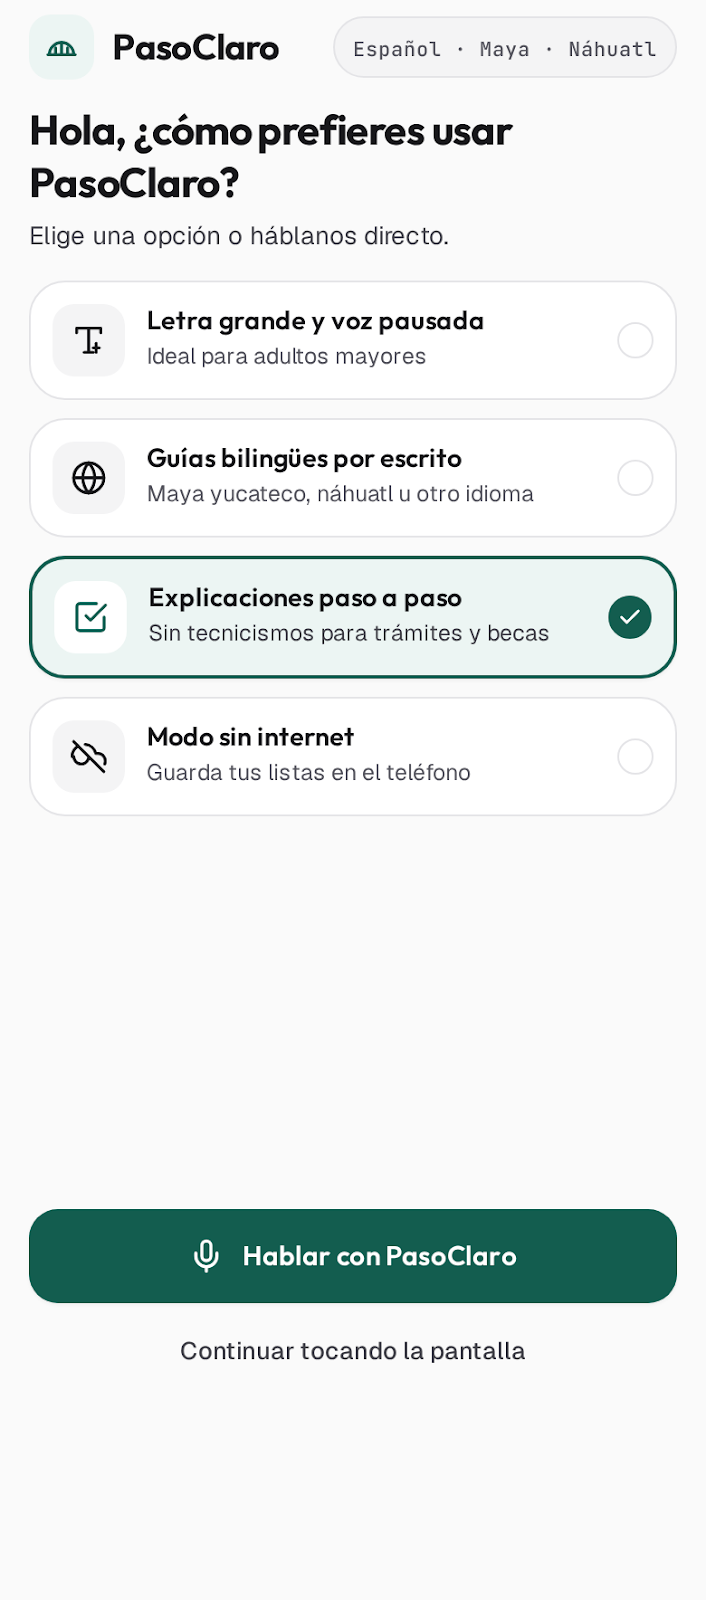 PasoClaro
Español · Maya · Náhuatl
Hola, ¿cómo prefieres usar
PasoClaro?
Elige una opción o háblanos directo.
Letra grande y voz pausada
Ideal para adultos mayores
Guías bilingües por escrito
Maya yucateco, náhuatl u otro idioma
Explicaciones paso a paso
Sin tecnicismos para trámites y becas
Modo sin internet
Guarda tus listas en el teléfono
Hablar con PasoClaro
Continuar tocando la pantalla